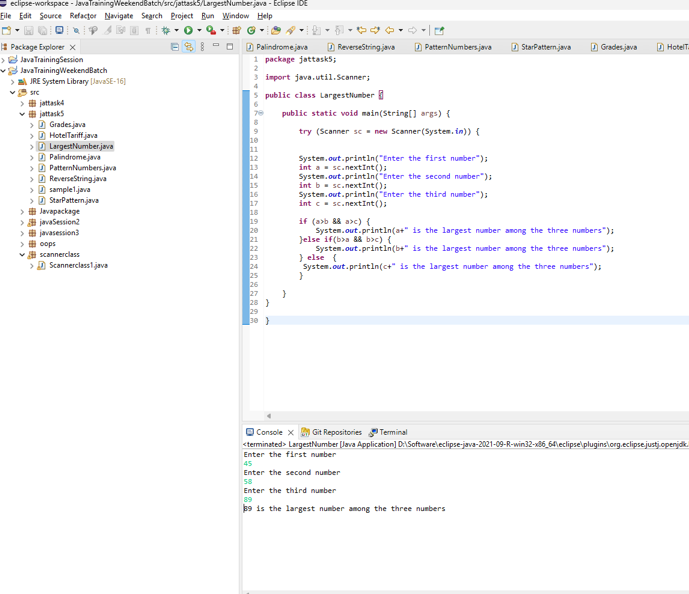 eclipse-workspace - JavaTrainingWeekendBatch/src/jattask5/LargestNumber.java - Eclipse IDE
File Edit Source Refactor Navigate Search Project Run Window Help
Package Explorer
JavaTrainingSession
JavaTrainingWeekendBatch
JRE System Library [JavaSE-16]
src
jattask4
jattask5
Grades.java
HotelTariff.java
LargestNumber.java
Palindrome.java
PatternNumbers.java
ReverseString.java
sample1.java
StarPattern.java
Javapackage
javaSession2
javasession3
oops
scannerclass
Scannerclass1.java
Palindrome.java ReverseString.java PatternNumbers.java StarPattern.java Grades.java HotelTa
1 package jattask5;
2
3 import java.util.Scanner;
4
5 public class LargestNumber {
6
7 public static void main(String[] args) {
8
9 try (Scanner sc = new Scanner(System.in)) {
10
11
12 System.out.println("Enter the first number");
13 int a = sc.nextInt();
14 System.out.println("Enter the second number");
15 int b = sc.nextInt();
16 System.out.println("Enter the third number");
17 int c = sc.nextInt();
18
19 if (a>b && a>c) {
20 System.out.println(a+" is the largest number among the three numbers");
21 }else if(b>a && b>c) {
22 System.out.println(b+" is the largest number among the three numbers");
23 } else {
24 System.out.println(c+" is the largest number among the three numbers");
25 }
26
27 }
28 }
29
30 }
Console Git Repositories Terminal
<terminated> LargestNumber [Java Application] D:\Software\eclipse-java-2021-09-R-win32-x86_64\eclipse\plugins\org.eclipse.justj.openjdk.
Enter the first number
45
Enter the second number
58
Enter the third number
89
89 is the largest number among the three numbers